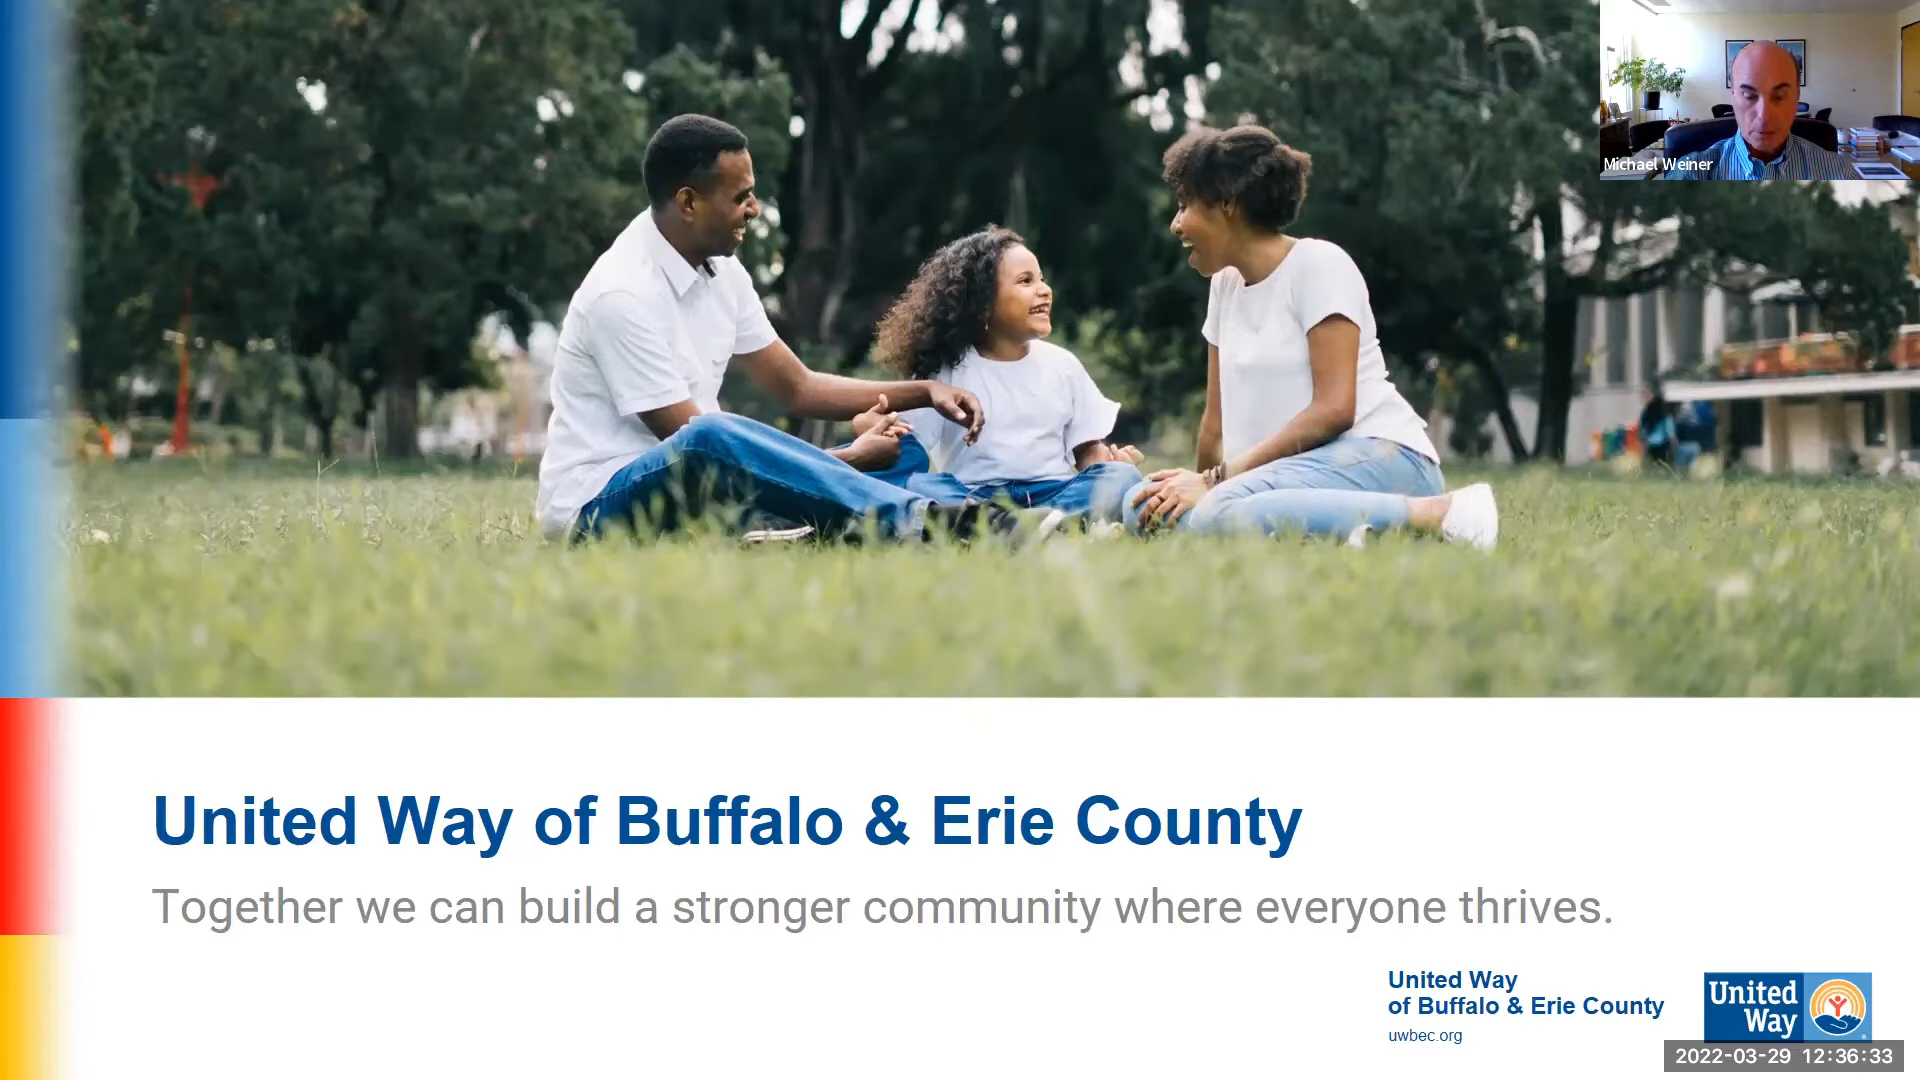 Michael Weiner
United Way of Buffalo & Erie County
Together we can build a stronger community where everyone thrives.
United Way
of Buffalo & Erie County
uwbec.org
United
Way
2022-03-29 12:36:33